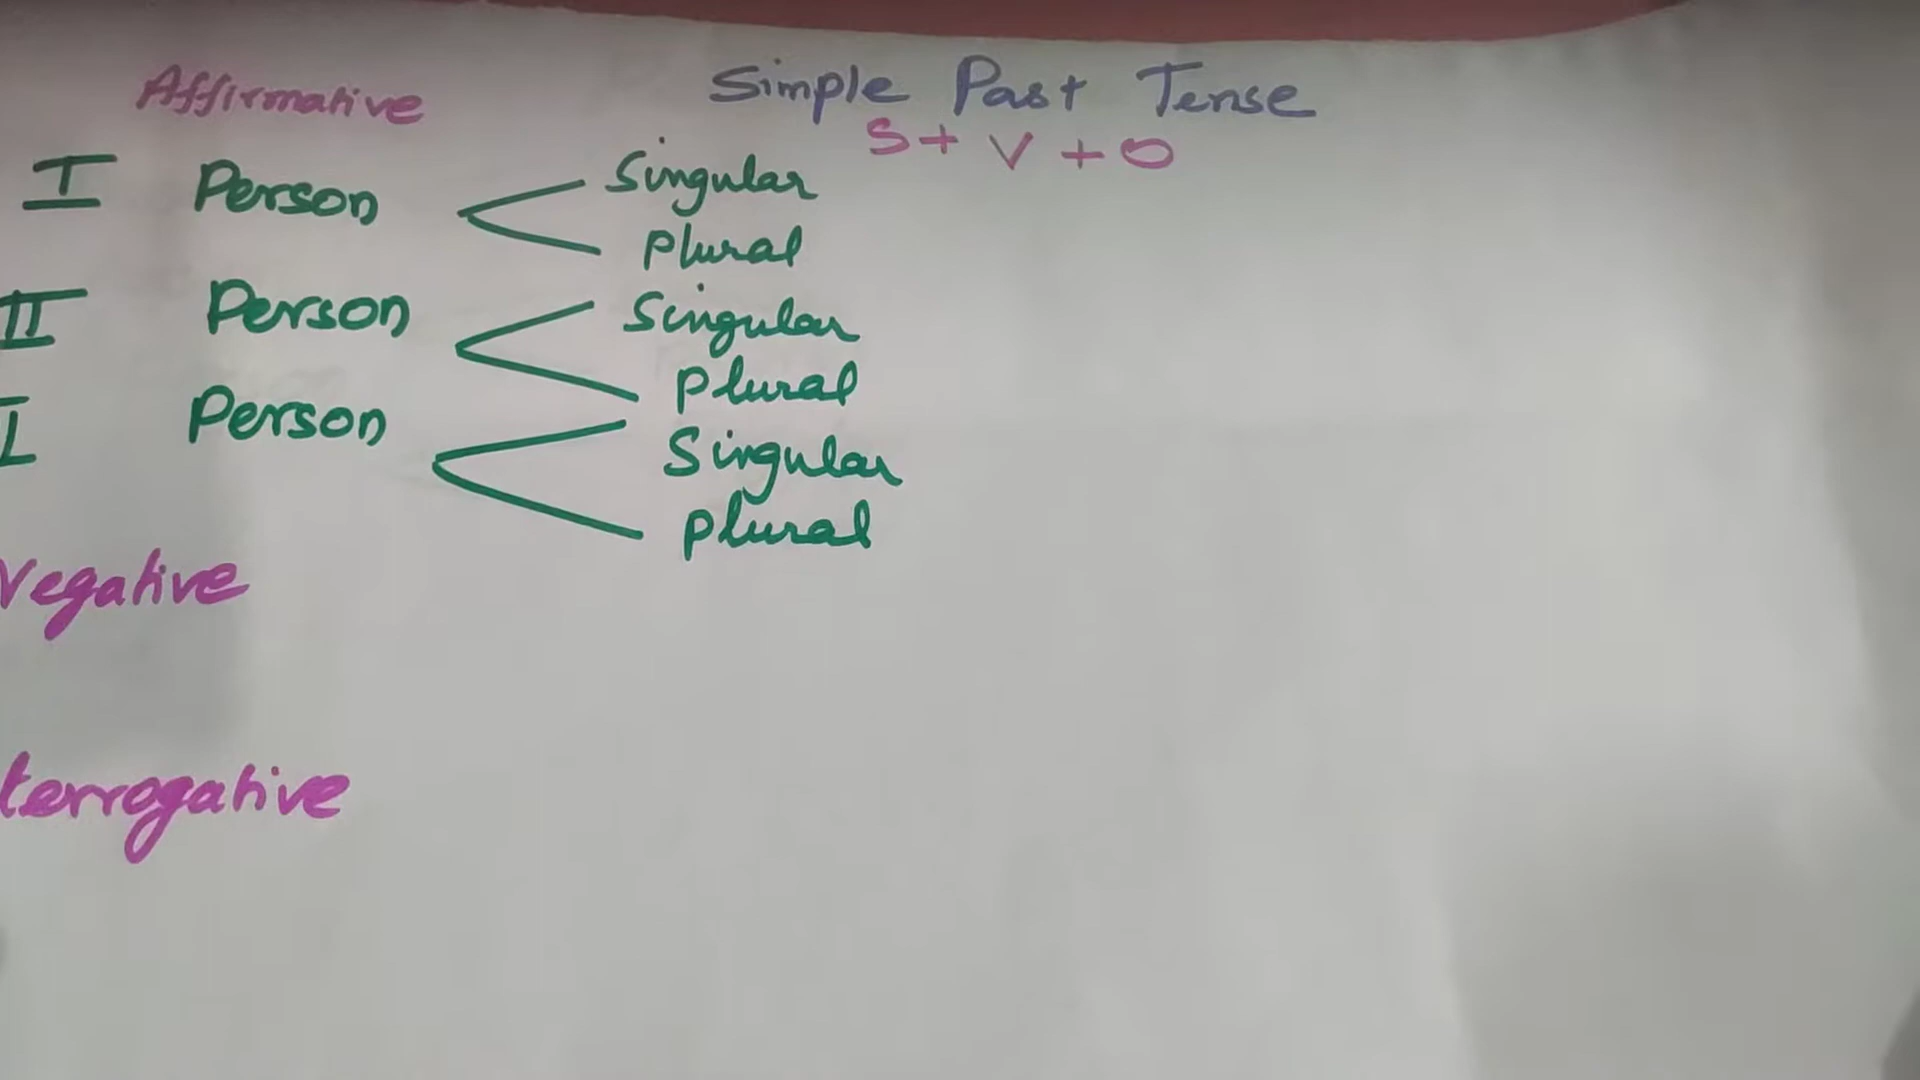 Affirmative Simple Past Tense
S + V + O
I Person Singular
Plural
II Person Singular
Plural
I Person Singular
Plural
Negative
terrogative